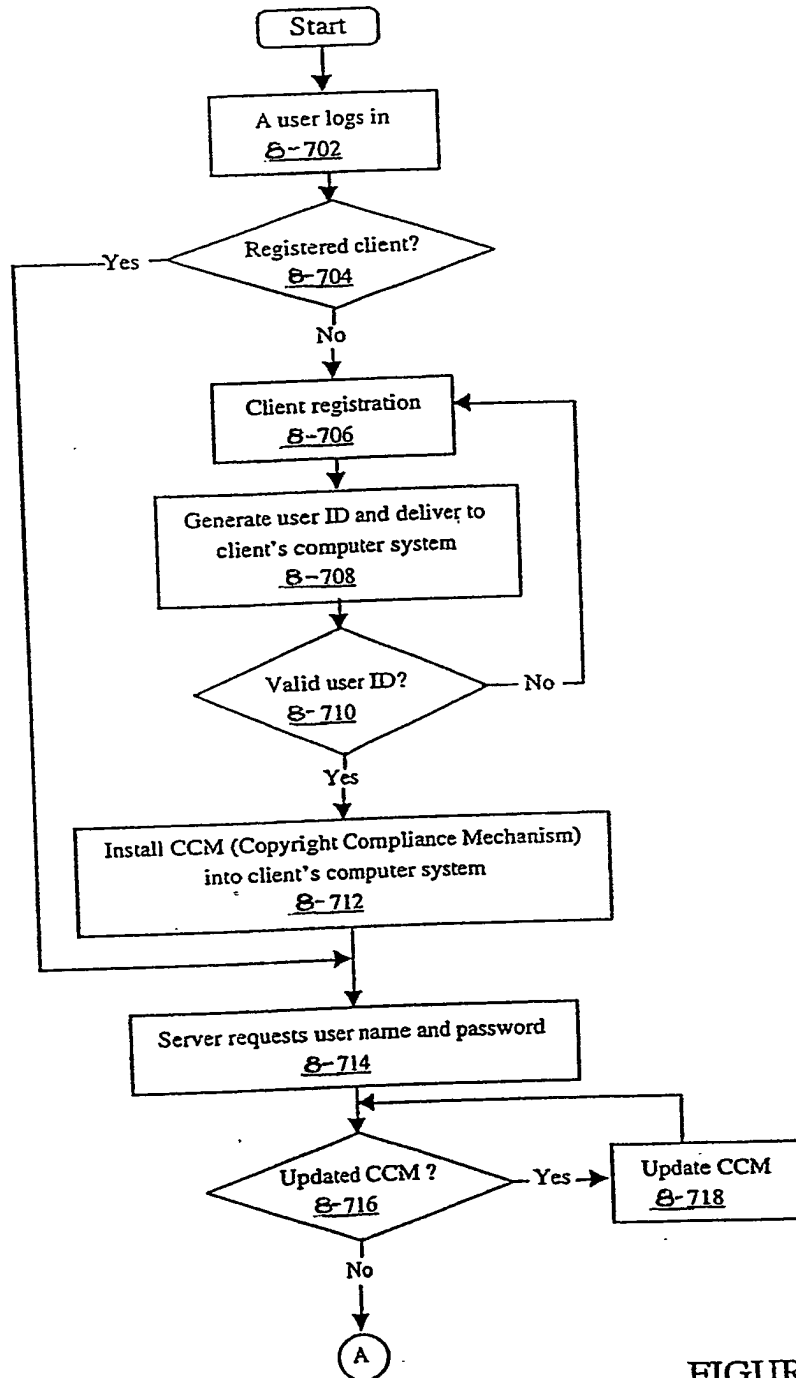 Start
A user logs in
8-702
Registered client?
8-704
Yes
No
Client registration
8-706
Generate user ID and deliver to
client's computer system
8-708
Valid user ID?
8-710
No
Yes
Install CCM (Copyright Compliance Mechanism)
into client's computer system
8-712
Server requests user name and password
8-714
Updated CCM ?
8-716
Yes
Update CCM
8-718
No
A
FIGUR